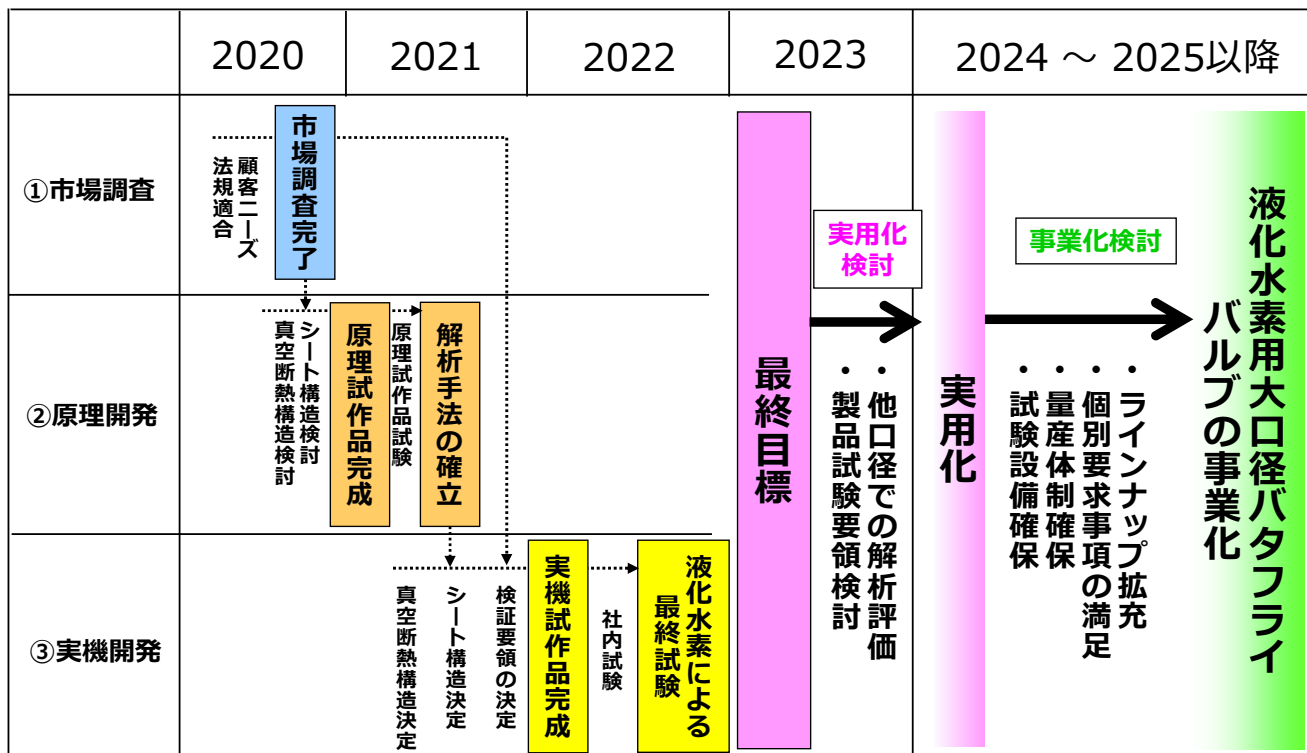 2020
2021
2022
2023
2024 ～ 2025以降
①市場調査
顧客ニーズ
法規適合
市場調査完了
実用化
検討
事業化検討
②原理開発
シート構造検討
真空断熱構造検討
原理試作品完成
原理試作品試験
解析手法の確立
③実機開発
真空断熱構造決定
シート構造決定
検証要領の決定
実機試作品完成
社内試験
液化水素による
最終試験
最終目標
・他口径での解析評価
・製品試験要領検討
実用化
・ラインナップ拡充
・個別要求事項の満足
・量産体制確保
・試験設備確保
液化水素用大口径バタフライ
バルブの事業化